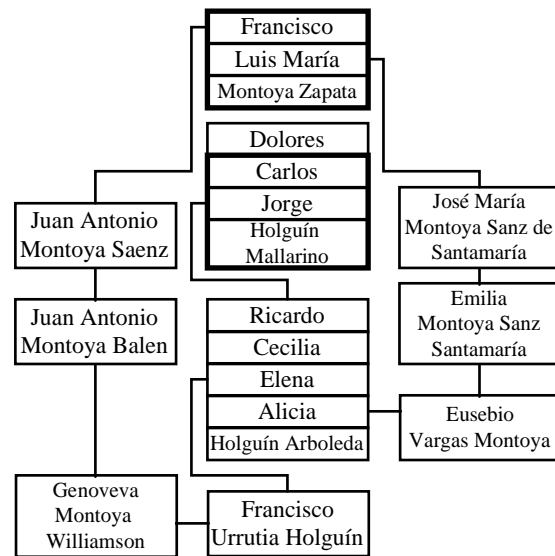 Francisco
Luis María
Montoya Zapata
Dolores
Carlos
Jorge
Holguín
Mallarino
Juan Antonio
Montoya Saenz
José María
Montoya Sanz de
Santamaría
Juan Antonio
Montoya Balen
Ricardo
Cecilia
Elena
Alicia
Holguín Arboleda
Emilia
Montoya Sanz
Santamaría
Eusebio
Vargas Montoya
Genoveva
Montoya
Williamson
Francisco
Urrutia Holguín